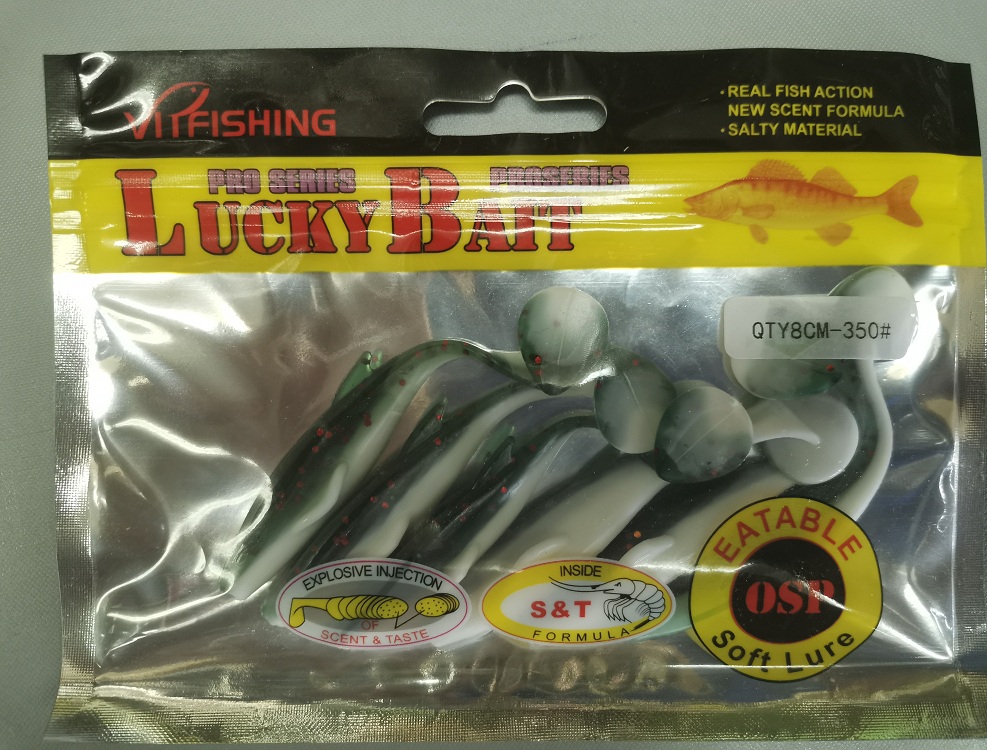 VITFISHING
· REAL FISH ACTION
NEW SCENT FORMULA
· SALTY MATERIAL
PRO SERIES
PROSERIES
LUCKY BAIT
QTY8CM-350#
EXPLOSIVE INJECTION
OF
SCENT & TASTE
INSIDE
S & T
FORMULA
EATABLE
OSP
Soft Lure